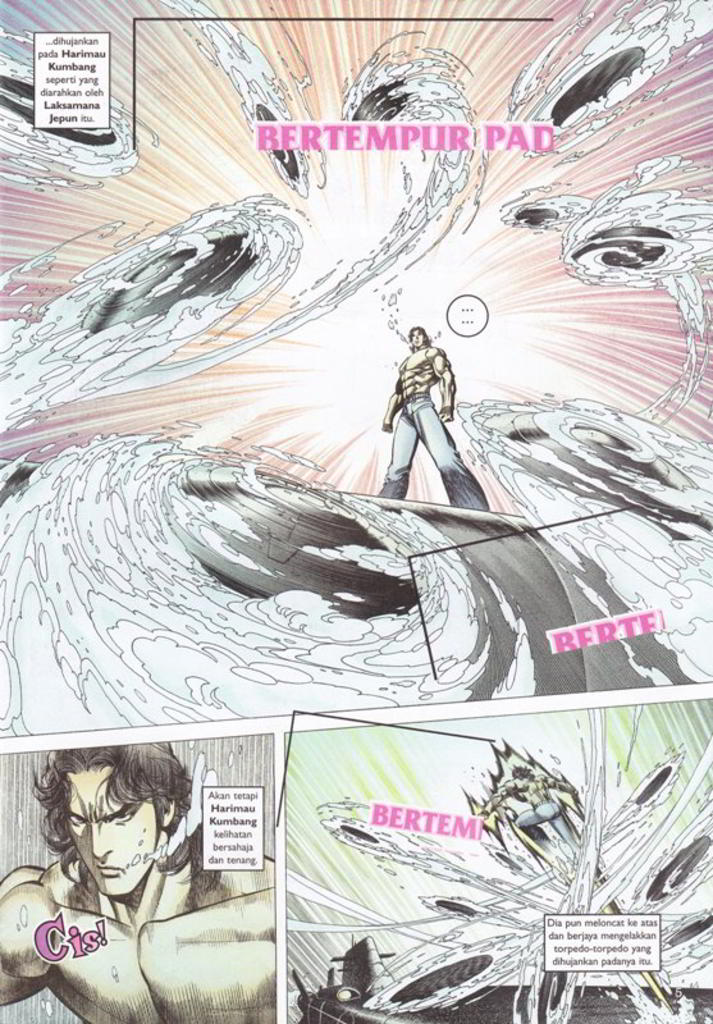 ...dihujankan
pada Harimau
Kumbang
seperti yang
diarahkan oleh
Laksamana
Jepun itu.
BERTEMPUR PAD
...
...
BERTE
Akan tetapi
Harimau
Kumbang
kelihatan
bersahaja
dan tenang.
Cis!
BERTEM
Dia pun meloncat ke atas
dan berjaya mengelakkan
torpedo-torpedo yang
dihujankan padanya itu.
5